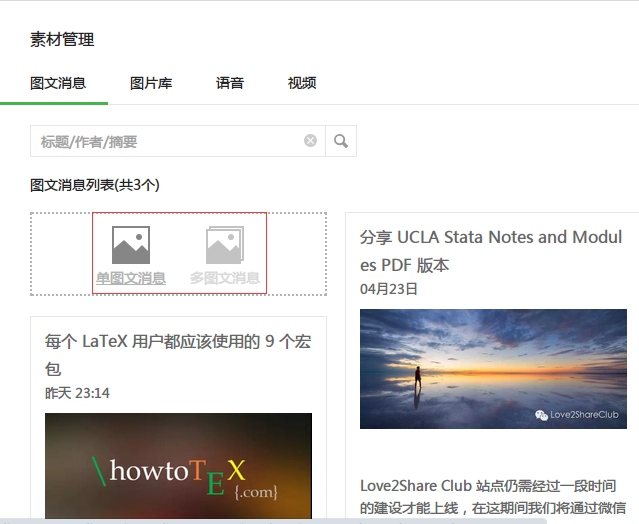 素材管理
图文消息 图片库 语音 视频
标题/作者/摘要
图文消息列表(共3个)
单图文消息 多图文消息
每个 LaTeX 用户都应该使用的 9 个宏
包
昨天 23:14
\howtoTEX
{.com}
分享 UCLA Stata Notes and Modul
es PDF 版本
04月23日
Love2ShareClub
Love2Share Club 站点仍需经过一段时间
的建设才能上线，在这期间我们将通过微信